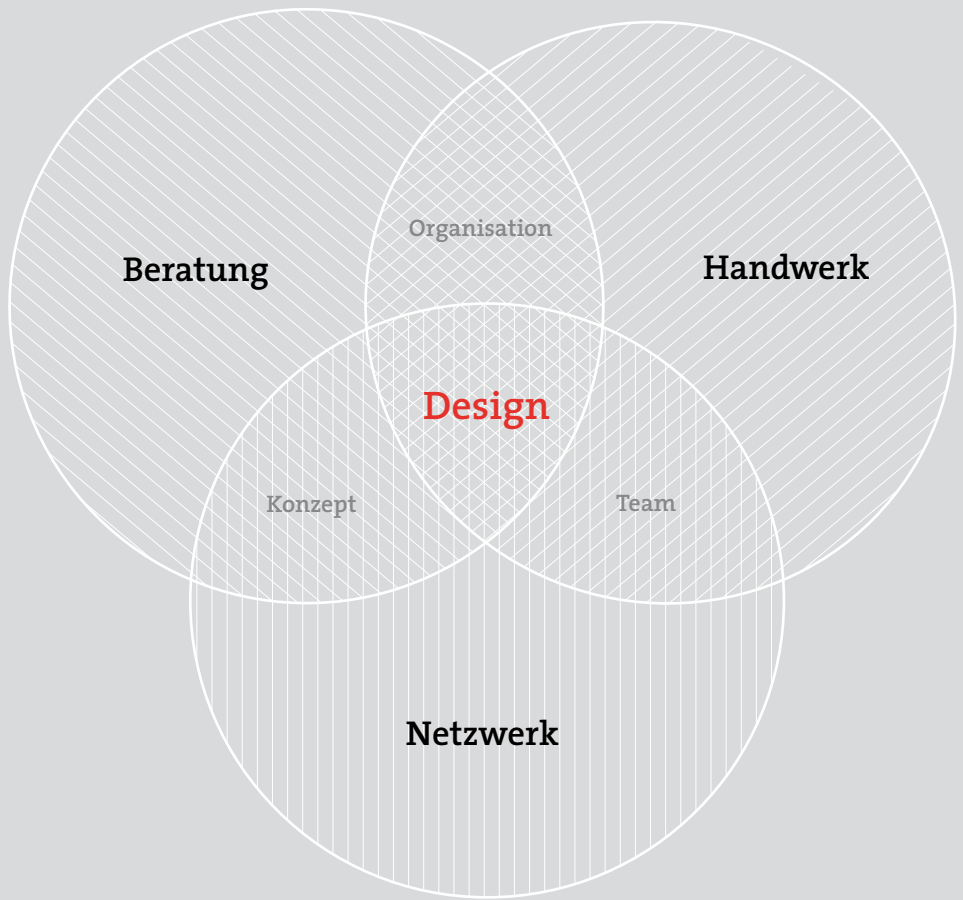 Organisation
Beratung
Handwerk
Design
Konzept
Team
Netzwerk